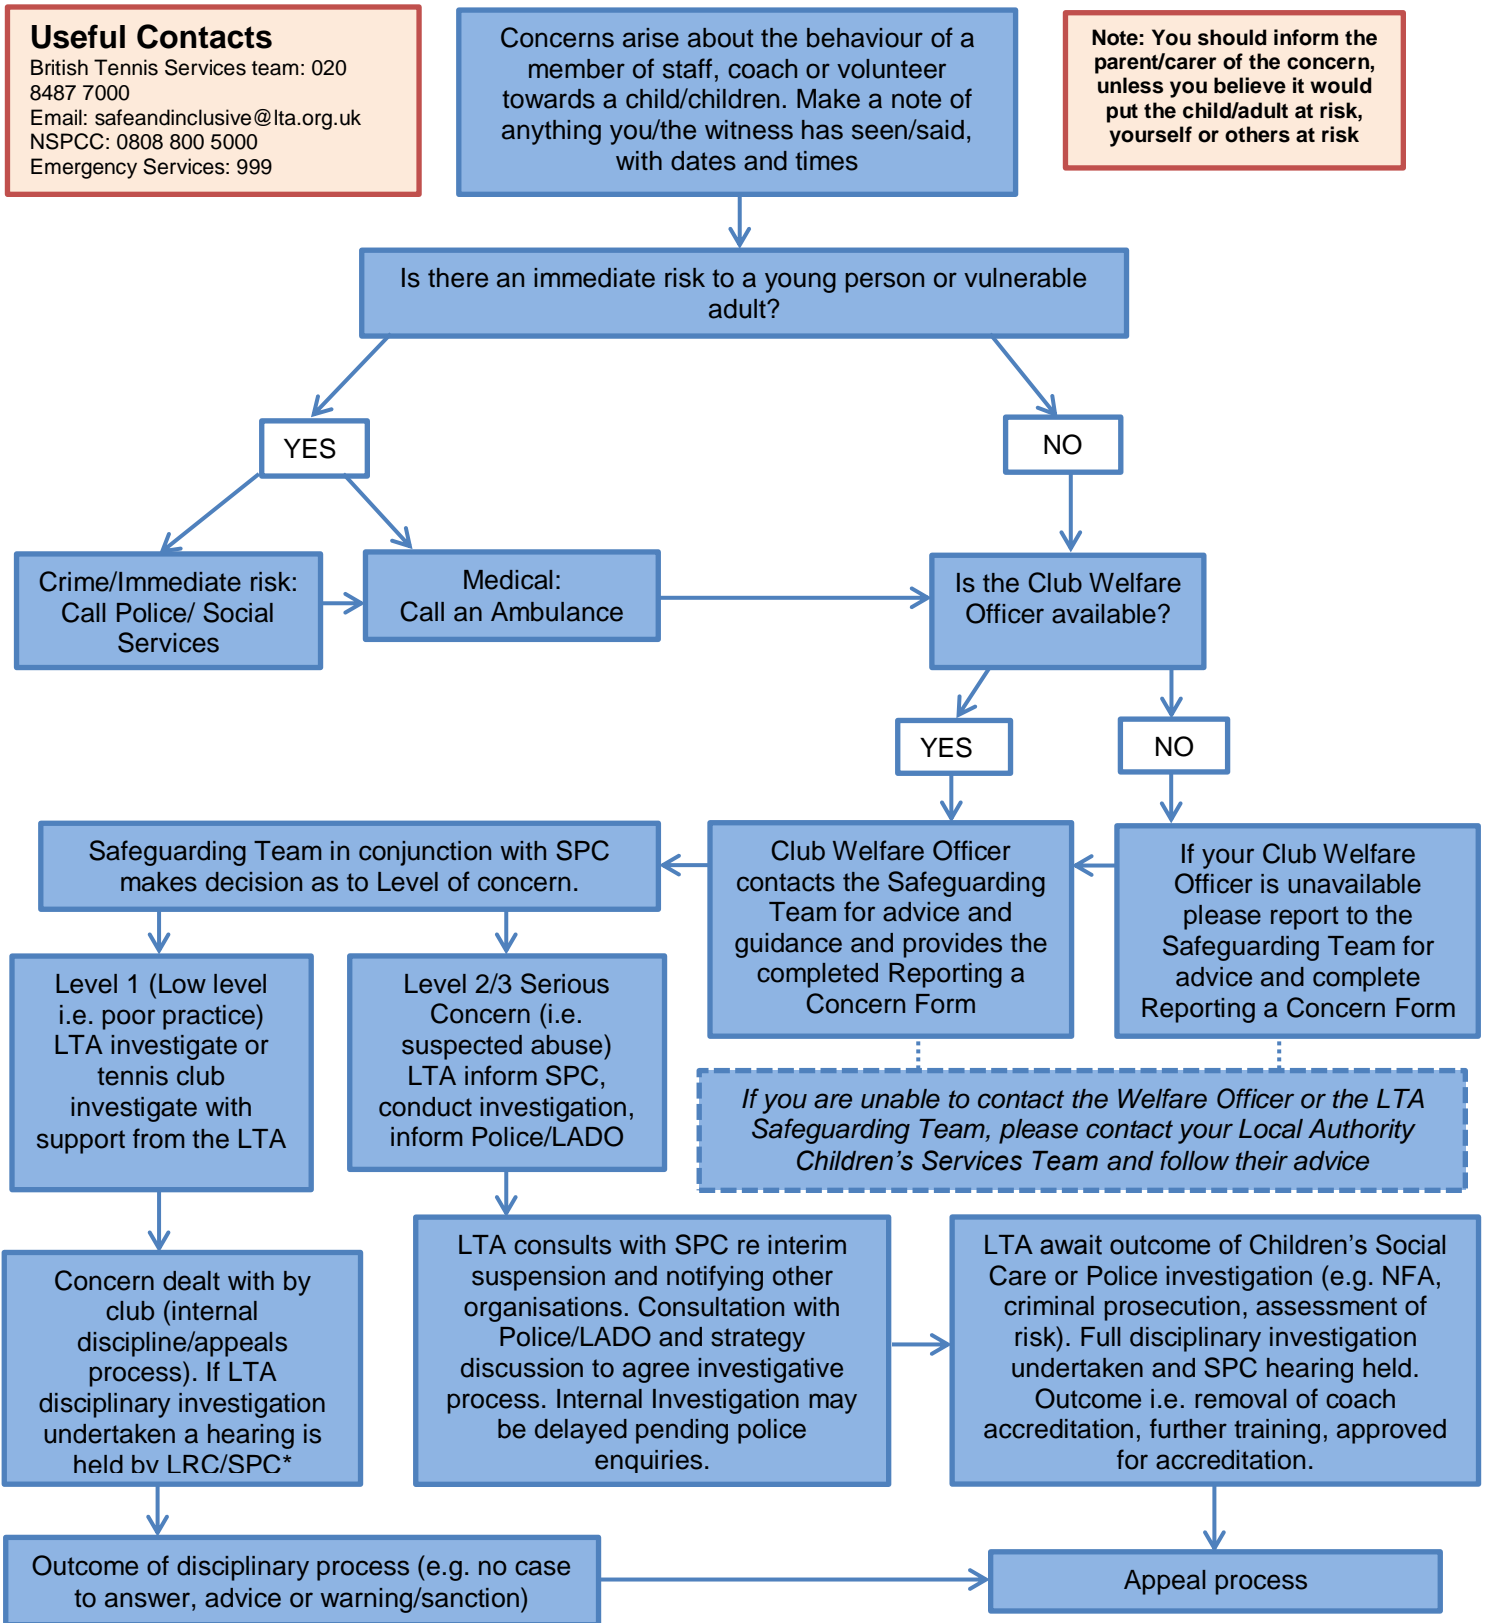 Useful Contacts
British Tennis Services team: 020
8487 7000
Email: safeandinclusive@lta.org.uk
NSPCC: 0808 800 5000
Emergency Services: 999
Concerns arise about the behaviour of a
member of staff, coach or volunteer
towards a child/children. Make a note of
anything you/the witness has seen/said,
with dates and times
Note: You should inform the
parent/carer of the concern,
unless you believe it would
put the child/adult at risk,
yourself or others at risk
Is there an immediate risk to a young person or vulnerable
adult?
YES
NO
Crime/Immediate risk:
Call Police/ Social
Services
Medical:
Call an Ambulance
Is the Club Welfare
Officer available?
YES
NO
Safeguarding Team in conjunction with SPC
makes decision as to Level of concern.
Club Welfare Officer
contacts the Safeguarding
Team for advice and
guidance and provides the
completed Reporting a
Concern Form
If your Club Welfare
Officer is unavailable
please report to the
Safeguarding Team for
advice and complete
Reporting a Concern Form
Level 1 (Low level
i.e. poor practice)
LTA investigate or
tennis club
investigate with
support from the LTA
Level 2/3 Serious
Concern (i.e.
suspected abuse)
LTA inform SPC,
conduct investigation,
inform Police/LADO
If you are unable to contact the Welfare Officer or the LTA
Safeguarding Team, please contact your Local Authority
Children’s Services Team and follow their advice
Concern dealt with by
club (internal
discipline/appeals
process). If LTA
disciplinary investigation
undertaken a hearing is
held by LRC/SPC*
LTA consults with SPC re interim
suspension and notifying other
organisations. Consultation with
Police/LADO and strategy
discussion to agree investigative
process. Internal Investigation may
be delayed pending police
enquiries.
LTA await outcome of Children’s Social
Care or Police investigation (e.g. NFA,
criminal prosecution, assessment of
risk). Full disciplinary investigation
undertaken and SPC hearing held.
Outcome i.e. removal of coach
accreditation, further training, approved
for accreditation.
Outcome of disciplinary process (e.g. no case
to answer, advice or warning/sanction)
Appeal process